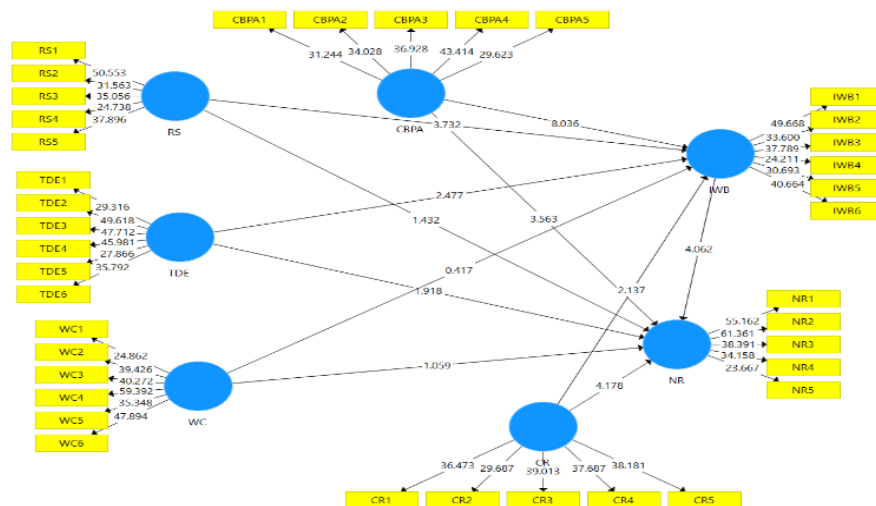 CBPA1 CBPA2 CBPA3 CBPA4 CBPA5
31.244 34.028 36.928 43.414 29.623
CBPA
RS1
RS2
RS3
RS4
RS5
50.553
31.563
35.056
24.738
37.896
RS
TDE1
TDE2
TDE3
TDE4
TDE5
TDE6
29.316
49.618
47.712
45.981
27.866
35.792
TDE
WC1
WC2
WC3
WC4
WC5
WC6
24.862
39.426
40.272
59.392
35.348
47.894
WC
3.732
8.036
2.477
3.563
1.432
0.417
1.918
2.137
4.062
1.059
4.178
IWB
49.668
33.600
37.789
24.211
30.693
40.664
IWB1
IWB2
IWB3
IWB4
IWB5
IWB6
NR
55.162
61.361
38.391
34.158
23.667
NR1
NR2
NR3
NR4
NR5
CR
36.473 29.687 39.013 37.687 38.181
CR1 CR2 CR3 CR4 CR5